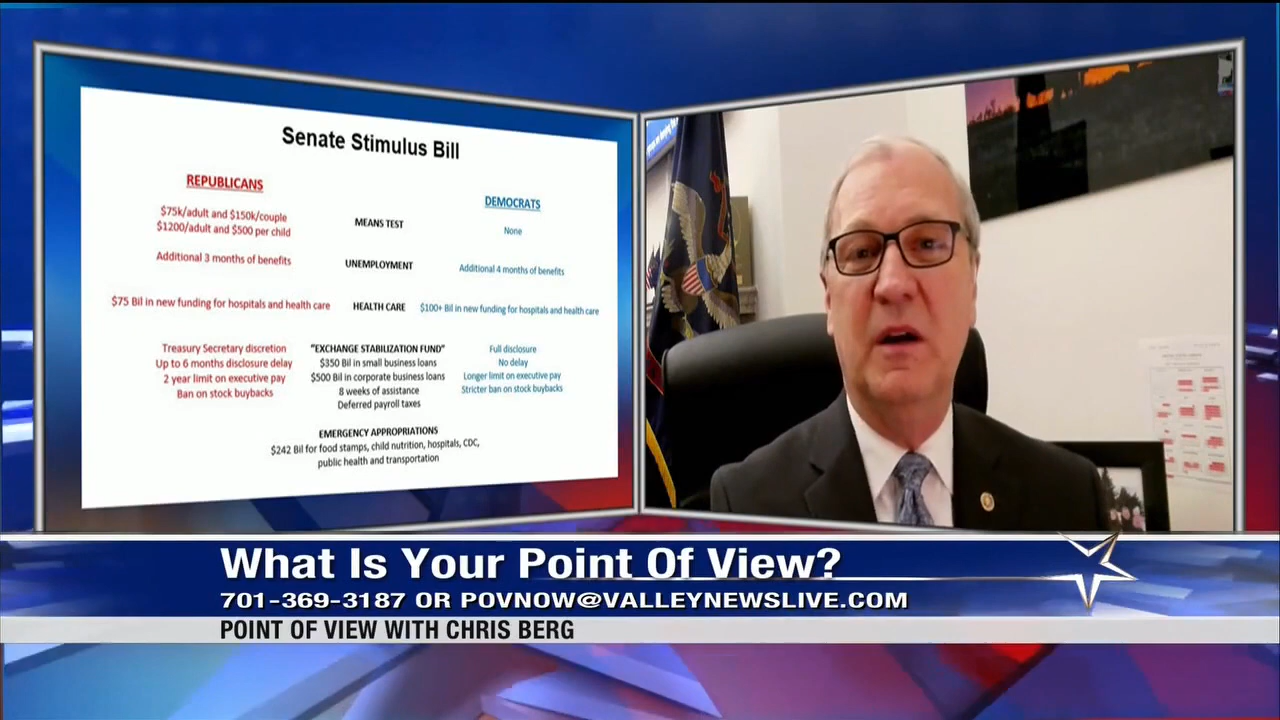 Senate Stimulus Bill
REPUBLICANS
DEMOCRATS
$75k/adult and $150k/couple
$1200/adult and $500 per child
MEANS TEST
None
Additional 3 months of benefits
UNEMPLOYMENT
Additional 4 months of benefits
$75 Bil in new funding for hospitals and health care
HEALTH CARE
$100+ Bil in new funding for hospitals and health care
Treasury Secretary discretion
Up to 6 months disclosure delay
2 year limit on executive pay
Ban on stock buybacks
"EXCHANGE STABILIZATION FUND"
$350 Bil in small business loans
$500 Bil in corporate business loans
8 weeks of assistance
Deferred payroll taxes
Full disclosure
No delay
Longer limit on executive pay
Stricter ban on stock buybacks
EMERGENCY APPROPRIATIONS
$242 Bil for food stamps, child nutrition, hospitals, CDC,
public health and transportation
What Is Your Point Of View?
701-369-3187 OR POVNOW@VALLEYNEWSLIVE.COM
POINT OF VIEW WITH CHRIS BERG